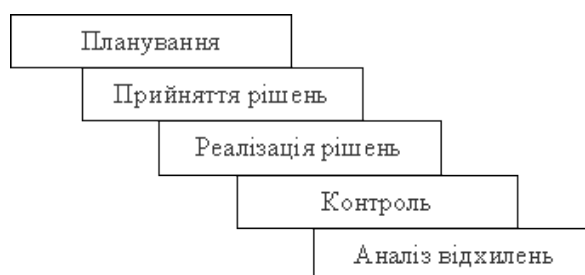 Планування
Прийняття рішень
Реалізація рішень
Контроль
Аналіз відхилень